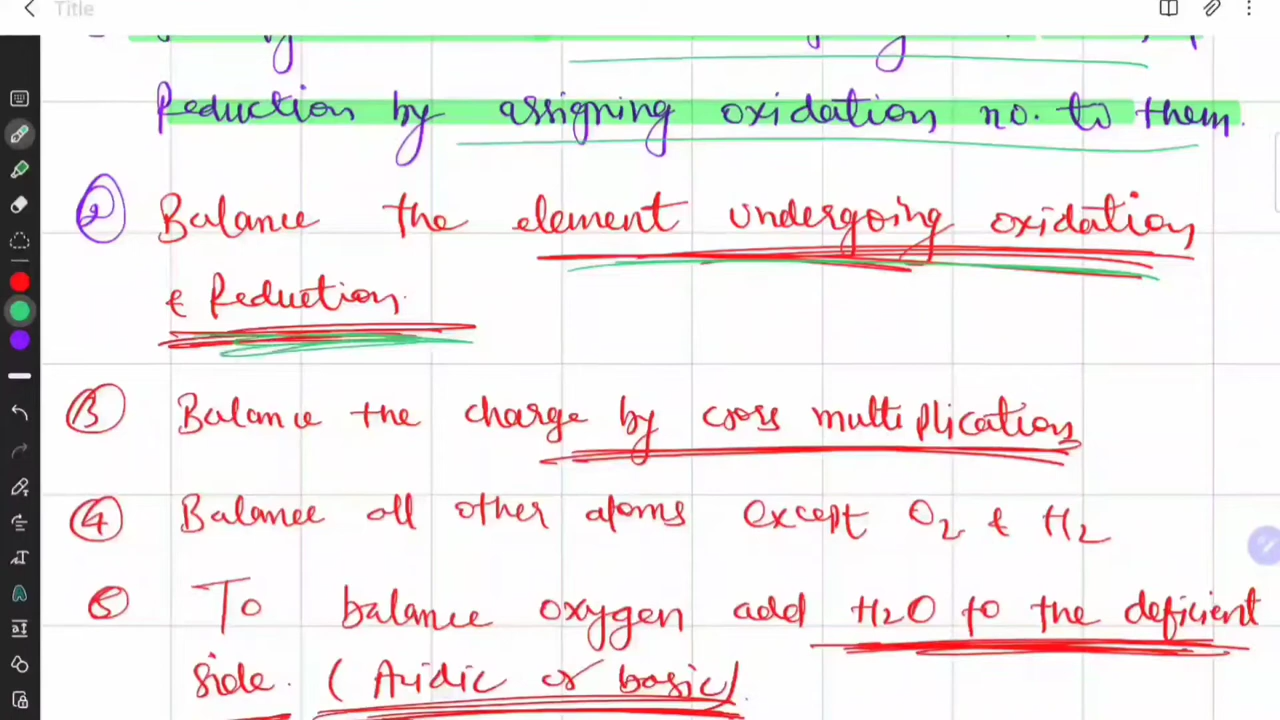 Title
Reduction by assigning oxidation no. to them.
② Balance the element undergoing oxidation
& Reduction.
③ Balance the charge by cross multiplication
④ Balance all other atoms except O₂ & H₂
⑤ To balance oxygen add H₂O to the deficient
side. (Acidic or basic)